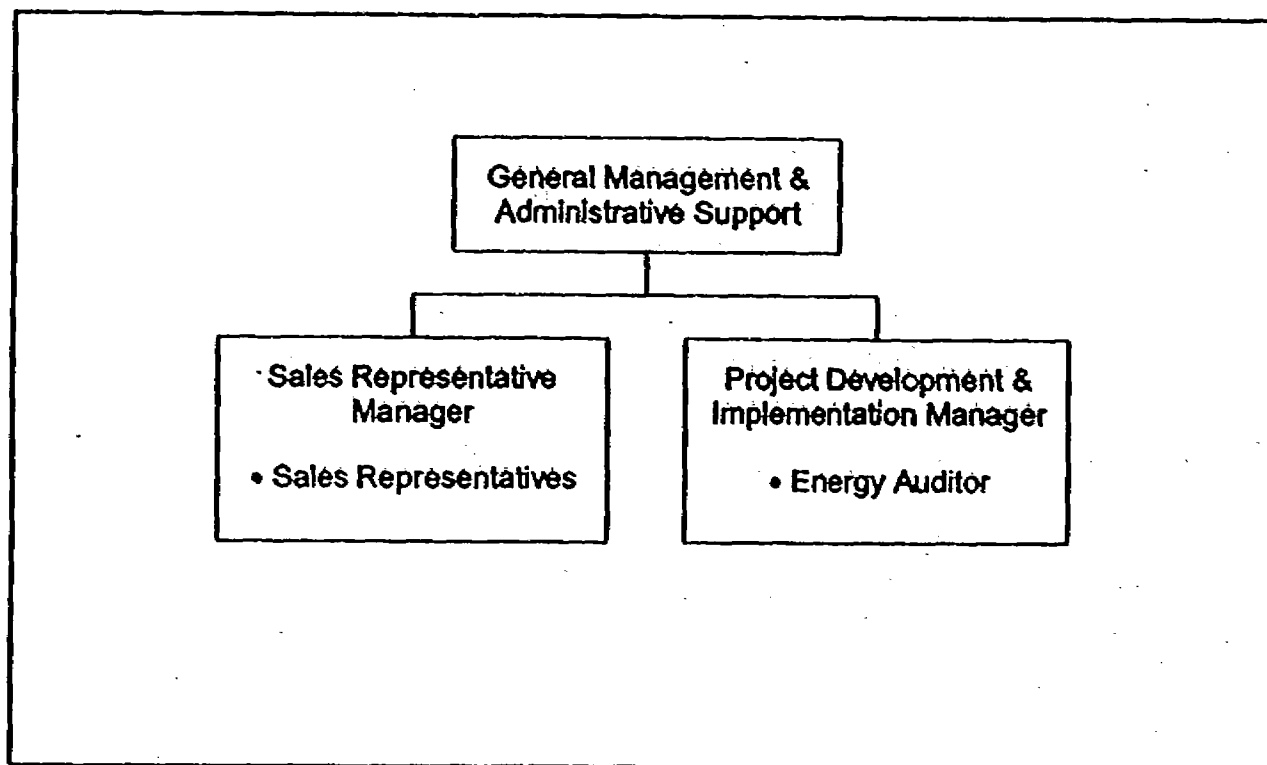 General Management &
Administrative Support
Sales Representative
Manager
• Sales Representatives
Project Development &
Implementation Manager
• Energy Auditor